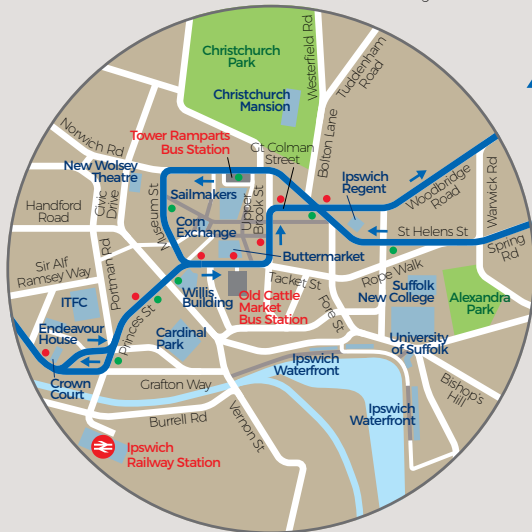 Christchurch
Park
Westerfield Rd
Tuddenham
Road
Christchurch
Mansion
Norwich Rd
Tower Ramparts
Bus Station
Gt Colman
Street
Bolton Lane
New Wolsey
Theatre
Ipswich
Regent
Woodbridge
Road
Warwick Rd
Sailmakers
Museum St
Upper
Brook St
Civic
Drive
Handford
Road
Corn
Exchange
St Helens St
Spring
Rd
Buttermarket
Portman Rd
Sir Alf
Ramsey Way
Tacket St
Rope Walk
Willis
Building
Old Cattle
Market
Bus Station
Suffolk
New College
Alexandra
Park
ITFC
Princes St
Fore St
Endeavour
House
Cardinal
Park
University
of Suffolk
Ipswich
Waterfront
Crown
Court
Grafton Way
Bishop's
Hill
Burrell Rd
Vernon St
Ipswich
Waterfront
Ipswich
Railway Station